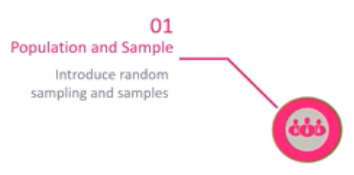 01
Population and Sample
Introduce random
sampling and samples